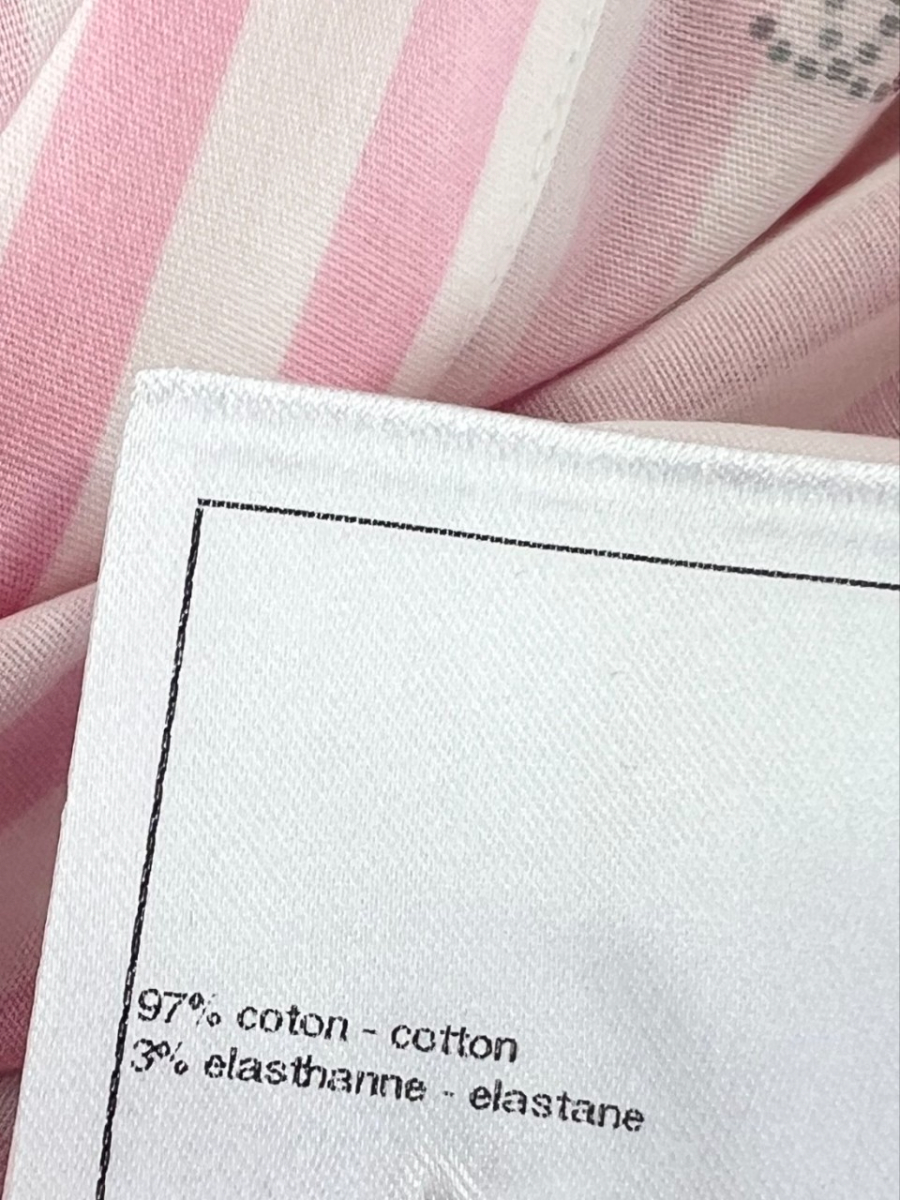 97% coton - cotton
3% elasthanne - elastane